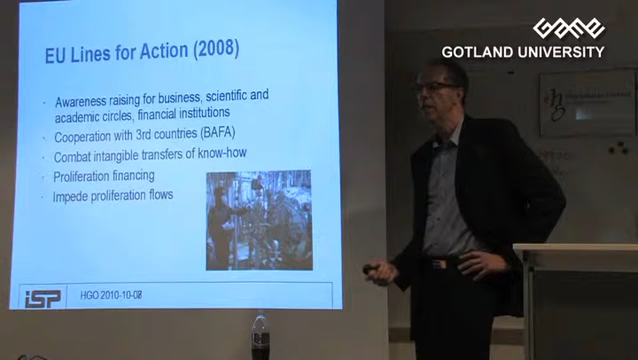 GAME
GOTLAND UNIVERSITY
EU Lines for Action (2008)
· Awareness raising for business, scientific and
academic circles, financial institutions
· Cooperation with 3rd countries (BAFA)
· Combat intangible transfers of know-how
· Proliferation financing
· Impede proliferation flows
iSP
HGO 2010-10-08
hg